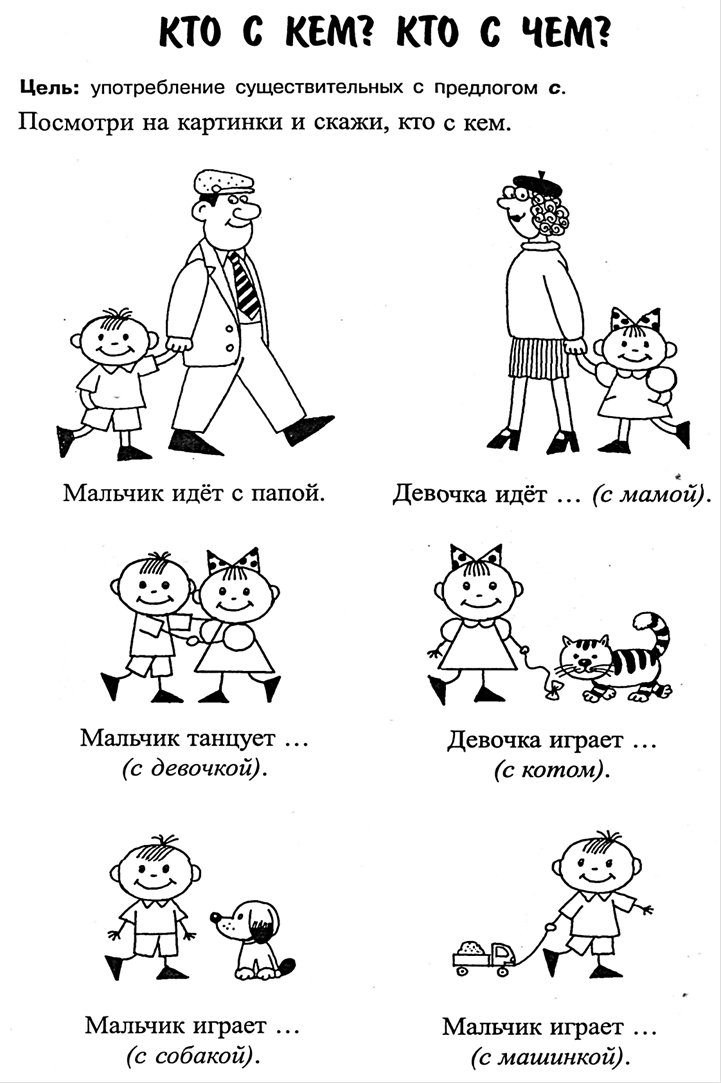 КТО С КЕМ? КТО С ЧЕМ?
Цель: употребление существительных с предлогом с.
Посмотри на картинки и скажи, кто с кем.
Мальчик идёт с папой.
Девочка идёт ... (с мамой).
Мальчик танцует ...
(с девочкой).
Девочка играет ...
(с котом).
Мальчик играет ...
(с собакой).
Мальчик играет ...
(с машинкой).